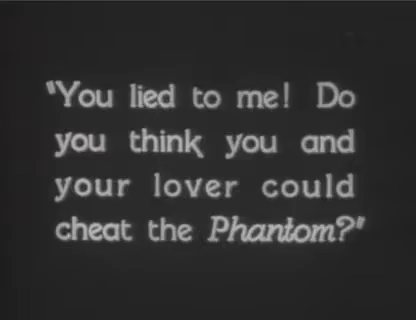 "You lied to me! Do
you think you and
your lover could
cheat the Phantom?"